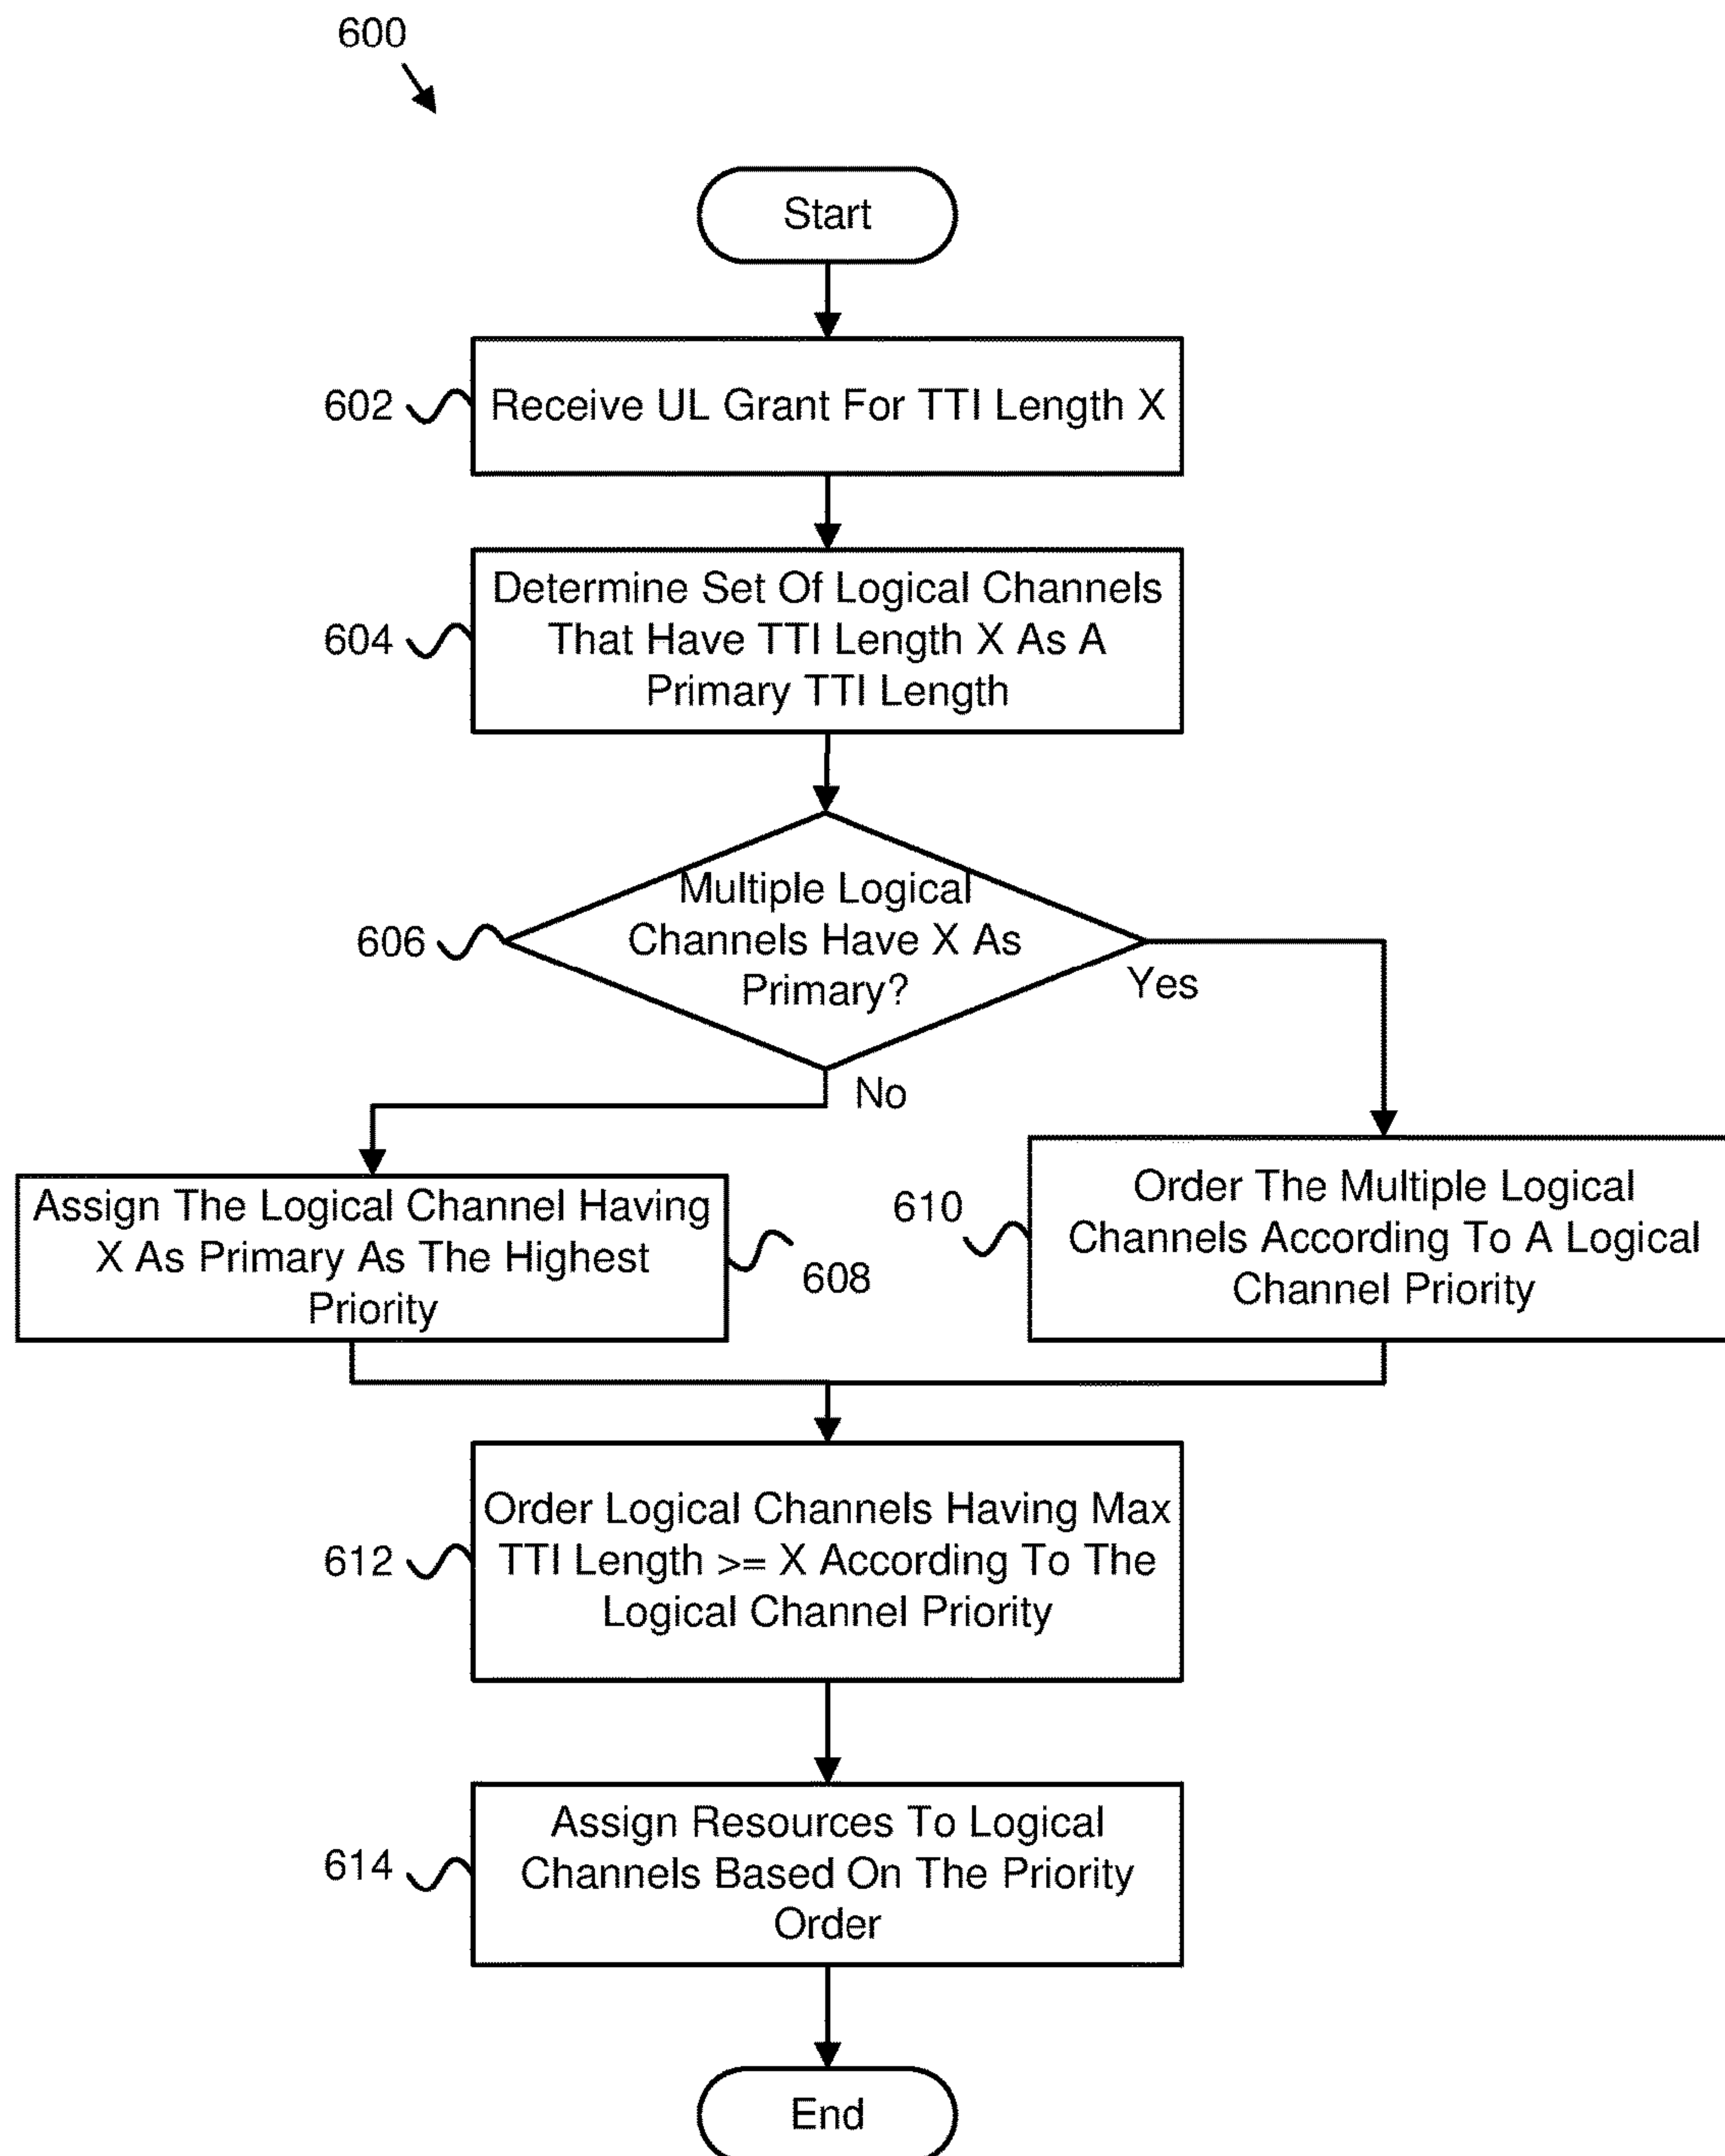 600
Start
602
Receive UL Grant For TTI Length X
604
Determine Set Of Logical Channels
That Have TTI Length X As A
Primary TTI Length
606
Multiple Logical
Channels Have X As
Primary?
Yes
No
Assign The Logical Channel Having
X As Primary As The Highest
Priority
608
610
Order The Multiple Logical
Channels According To A Logical
Channel Priority
612
Order Logical Channels Having Max
TTI Length >= X According To The
Logical Channel Priority
614
Assign Resources To Logical
Channels Based On The Priority
Order
End